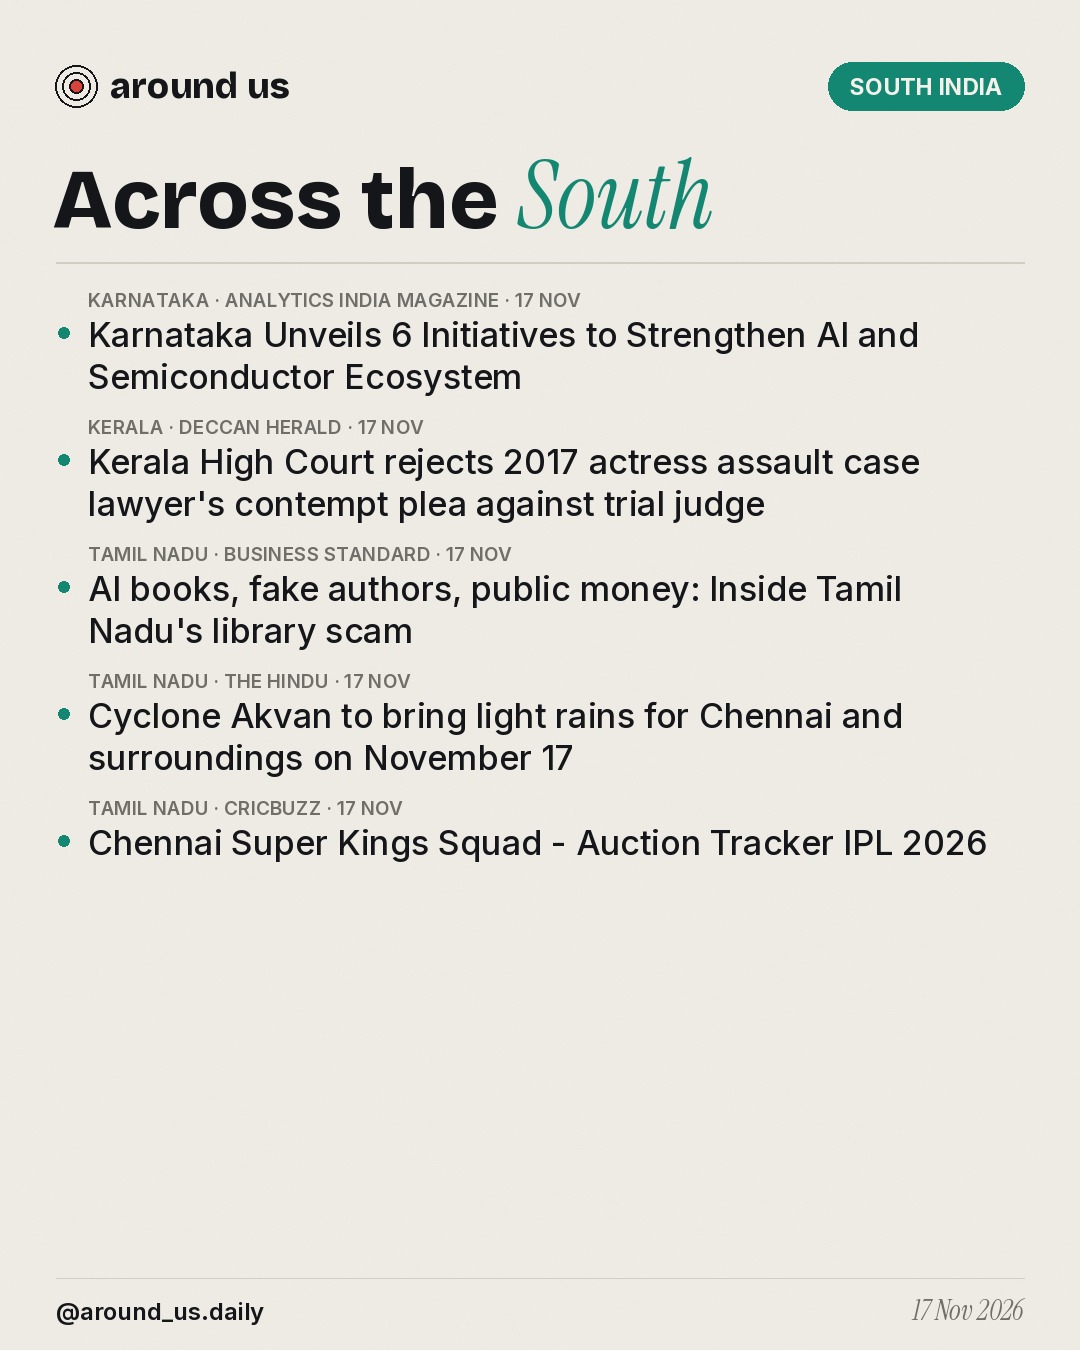 around us
SOUTH INDIA
Across the South
KARNATAKA · ANALYTICS INDIA MAGAZINE · 17 NOV
Karnataka Unveils 6 Initiatives to Strengthen AI and
Semiconductor Ecosystem
KERALA · DECCAN HERALD · 17 NOV
Kerala High Court rejects 2017 actress assault case
lawyer's contempt plea against trial judge
TAMIL NADU · BUSINESS STANDARD · 17 NOV
AI books, fake authors, public money: Inside Tamil
Nadu's library scam
TAMIL NADU · THE HINDU · 17 NOV
Cyclone Akvan to bring light rains for Chennai and
surroundings on November 17
TAMIL NADU · CRICBUZZ · 17 NOV
Chennai Super Kings Squad - Auction Tracker IPL 2026
@around_us.daily
17 Nov 2026